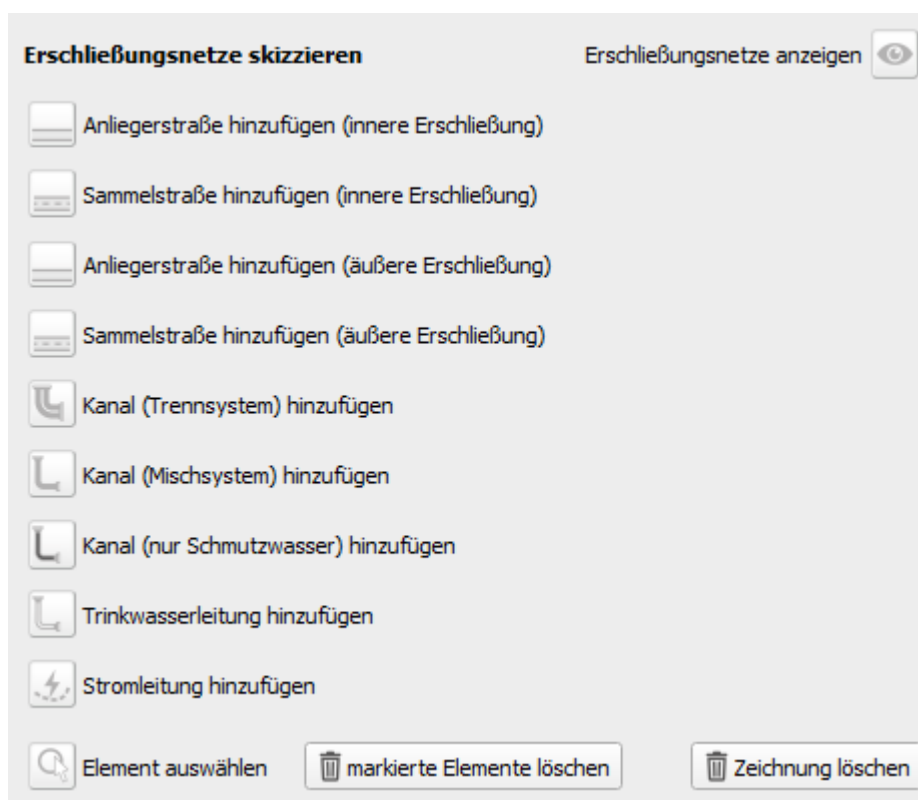 Erschließungsnetze skizzieren Erschließungsnetze anzeigen
Anliegerstraße hinzufügen (innere Erschließung)
Sammelstraße hinzufügen (innere Erschließung)
Anliegerstraße hinzufügen (äußere Erschließung)
Sammelstraße hinzufügen (äußere Erschließung)
Kanal (Trennsystem) hinzufügen
Kanal (Mischsystem) hinzufügen
Kanal (nur Schmutzwasser) hinzufügen
Trinkwasserleitung hinzufügen
Stromleitung hinzufügen
Element auswählen markierte Elemente löschen Zeichnung löschen